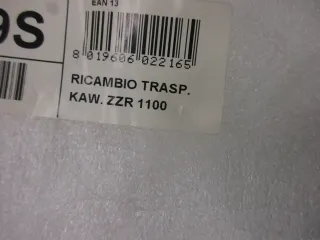 EAN 13
9S
8 019606 022165
RICAMBIO TRASP.
KAW. ZZR 1100